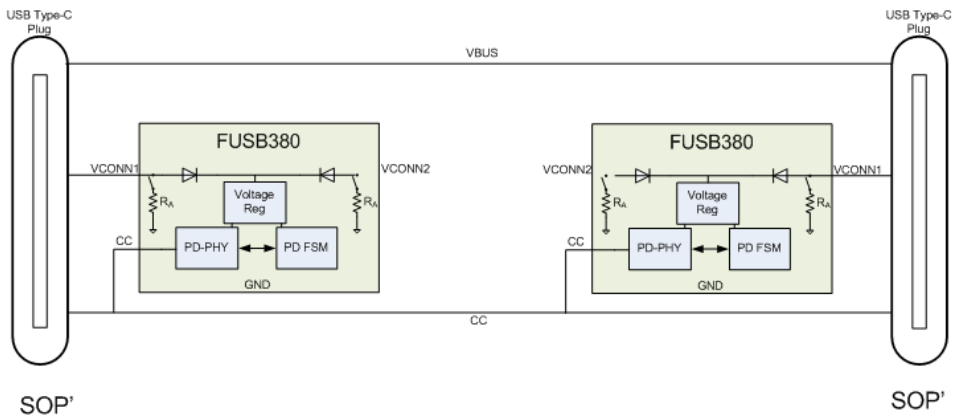 USB Type-C
Plug
USB Type-C
Plug
VBUS
FUSB380
FUSB380
VCONN1
VCONN2
VCONN2
VCONN1
RA
Voltage
Reg
RA
RA
Voltage
Reg
RA
CC
PD-PHY
PD FSM
CC
PD-PHY
PD FSM
GND
GND
CC
SOP'
SOP'